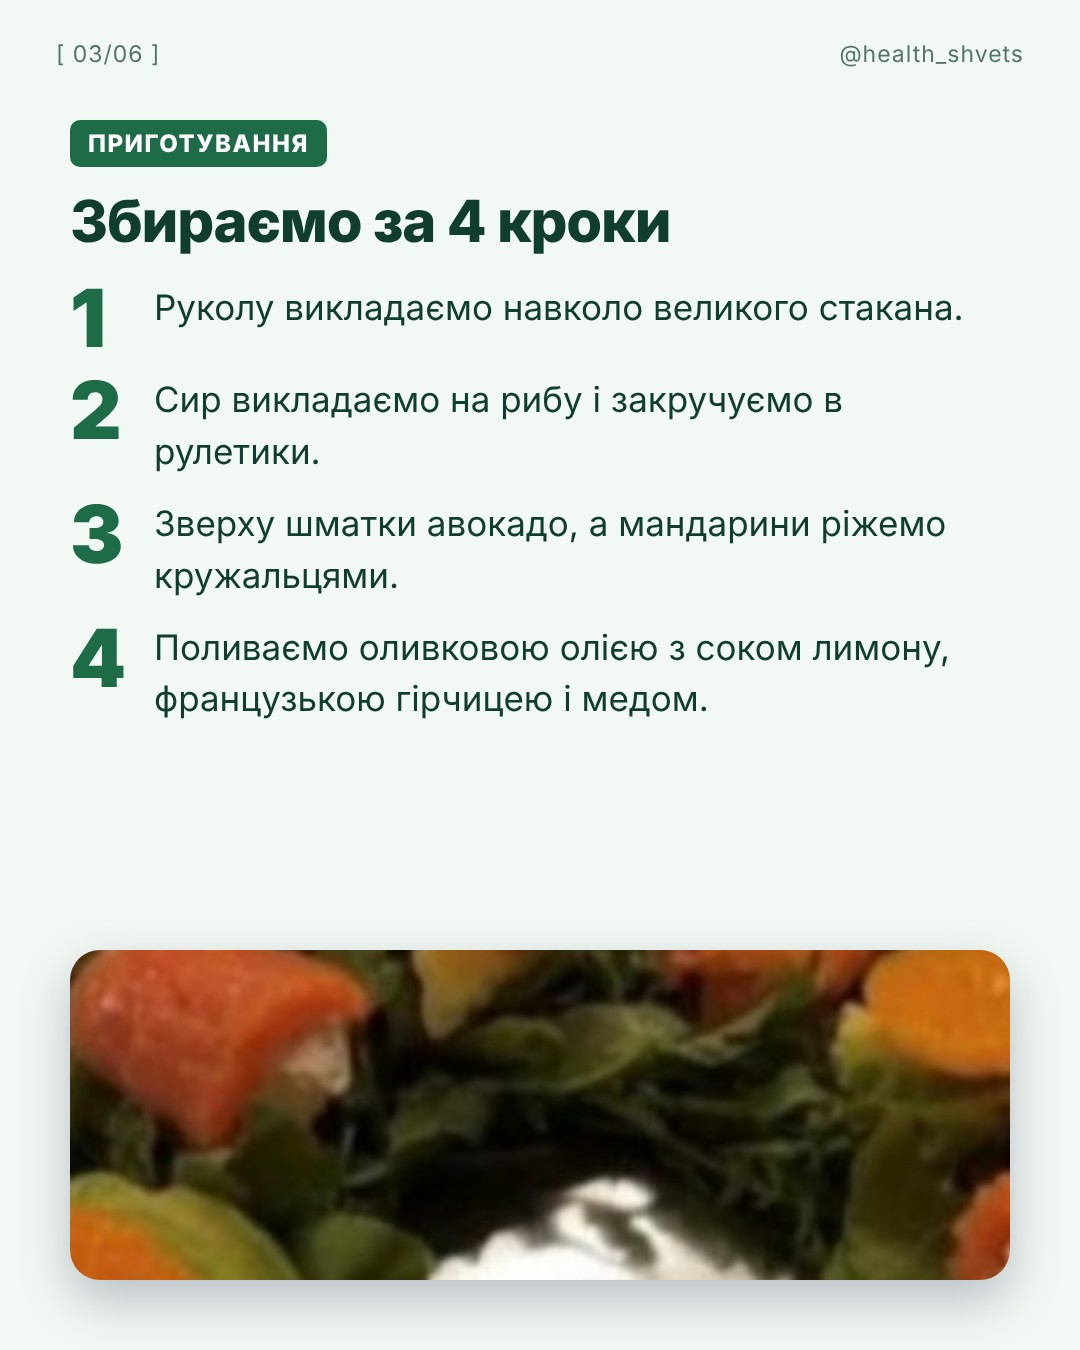 [ 03/06 ]
@health_shvets
ПРИГОТУВАННЯ
Збираємо за 4 кроки
1 Руколу викладаємо навколо великого стакана.
2 Сир викладаємо на рибу і закручуємо в
рулетики.
3 Зверху шматки авокадо, а мандарини ріжемо
кружальцями.
4 Поливаємо оливковою олією з соком лимону,
французькою гірчицею і медом.